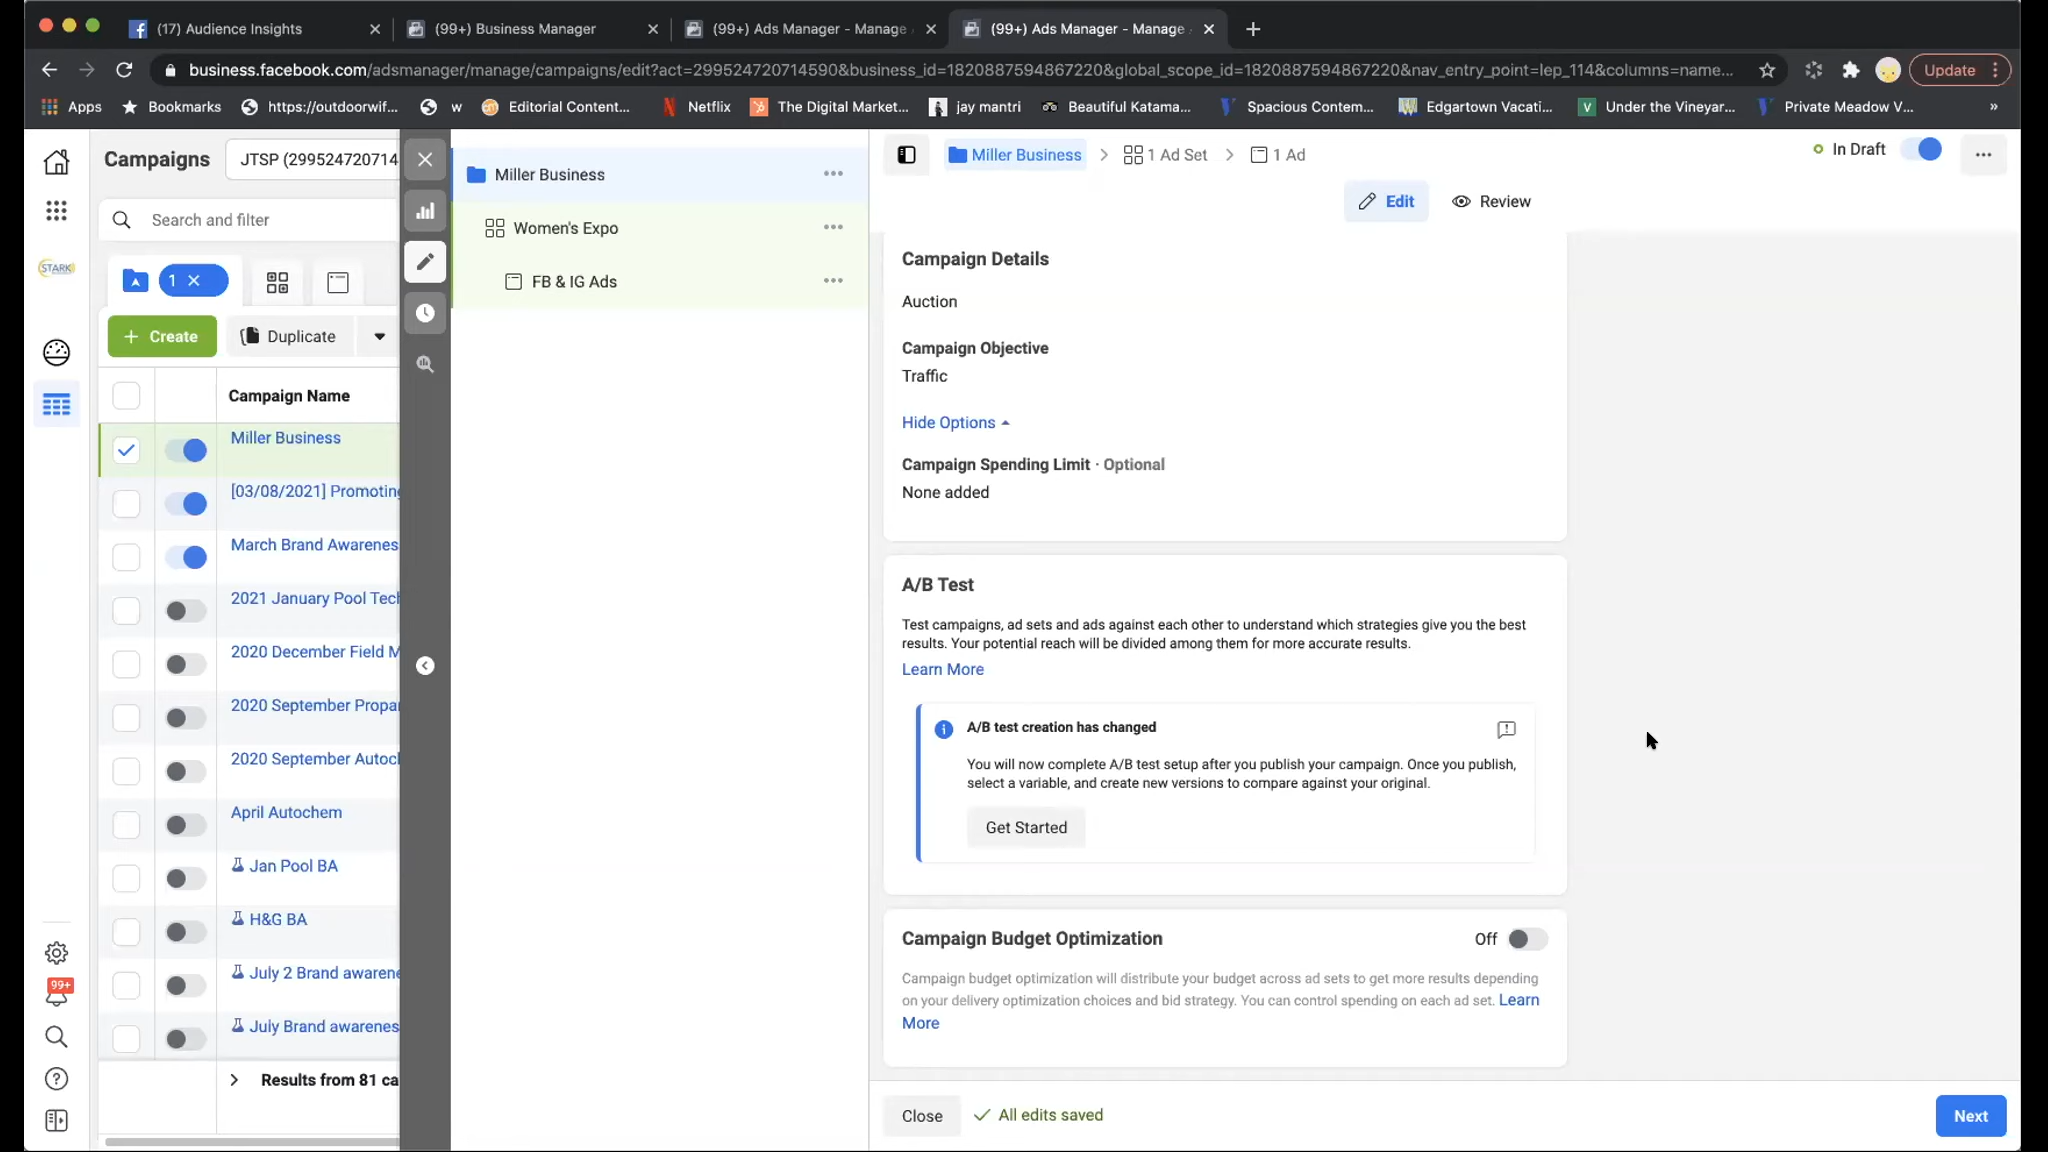 (17) Audience Insights
(99+) Business Manager
(99+) Ads Manager - Manage
(99+) Ads Manager - Manage
business.facebook.com/adsmanager/manage/campaigns/edit?act=299524720714590&business_id=1820887594867220&global_scope_id=1820887594867220&nav_entry_point=lep_114&columns=name...
Update
Apps
Bookmarks
https://outdoorwif...
w
Editorial Content...
Netflix
The Digital Market...
jay mantri
Beautiful Katama...
Spacious Contem...
Edgartown Vacati...
Under the Vineyar...
Private Meadow V...
»
Campaigns
JTSP (299524720714
Search and filter
STARK
1
Create
Duplicate
Campaign Name
Miller Business
[03/08/2021] Promoting
March Brand Awarenes
2021 January Pool Tech
2020 December Field M
2020 September Propa
2020 September Autoch
April Autochem
Jan Pool BA
H&G BA
July 2 Brand awarene
July Brand awarenes
Results from 81 ca
99+
Miller Business
Women's Expo
FB & IG Ads
Miller Business
1 Ad Set
1 Ad
In Draft
Edit
Review
Campaign Details
Auction
Campaign Objective
Traffic
Hide Options
Campaign Spending Limit · Optional
None added
A/B Test
Test campaigns, ad sets and ads against each other to understand which strategies give you the best
results. Your potential reach will be divided among them for more accurate results.
Learn More
A/B test creation has changed
You will now complete A/B test setup after you publish your campaign. Once you publish,
select a variable, and create new versions to compare against your original.
Get Started
Campaign Budget Optimization
Off
Campaign budget optimization will distribute your budget across ad sets to get more results depending
on your delivery optimization choices and bid strategy. You can control spending on each ad set. Learn
More
Close
All edits saved
Next